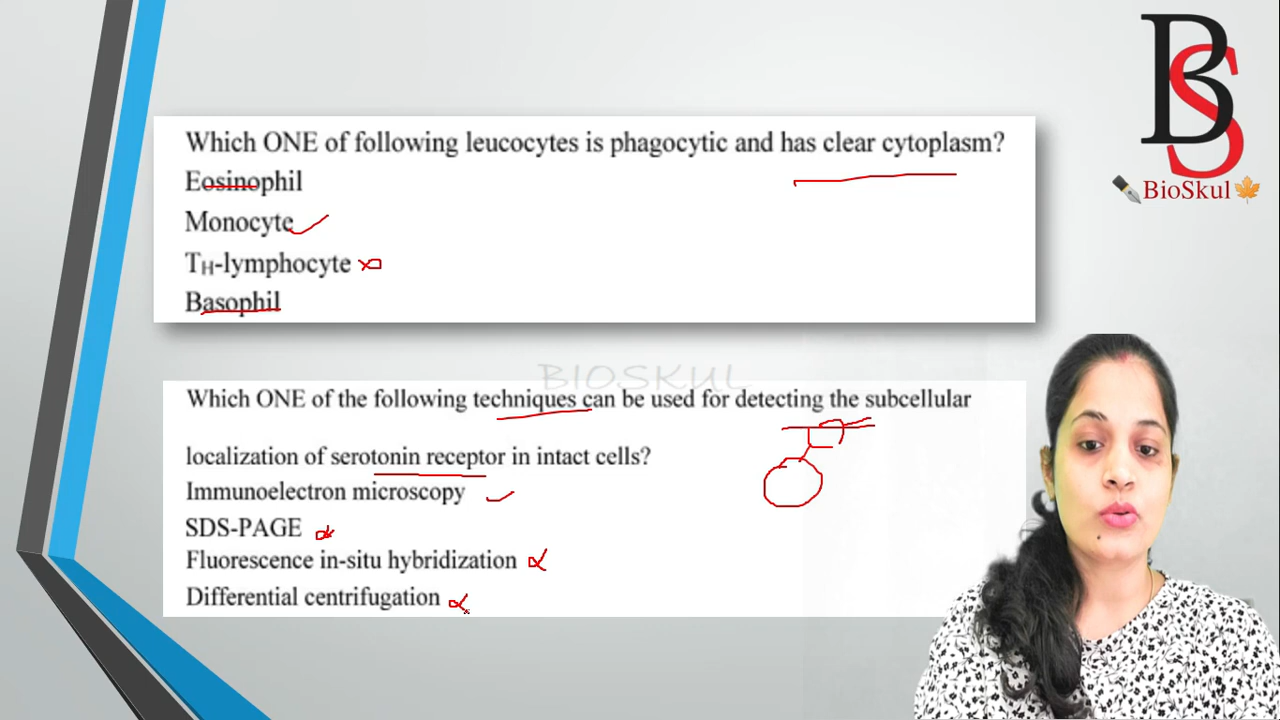 BS
BioSkul
Which ONE of following leucocytes is phagocytic and has clear cytoplasm?
Eosinophil
Monocyte
TH-lymphocyte
Basophil
BIOSKUL
Which ONE of the following techniques can be used for detecting the subcellular
localization of serotonin receptor in intact cells?
Immunoelectron microscopy
SDS-PAGE
Fluorescence in-situ hybridization
Differential centrifugation